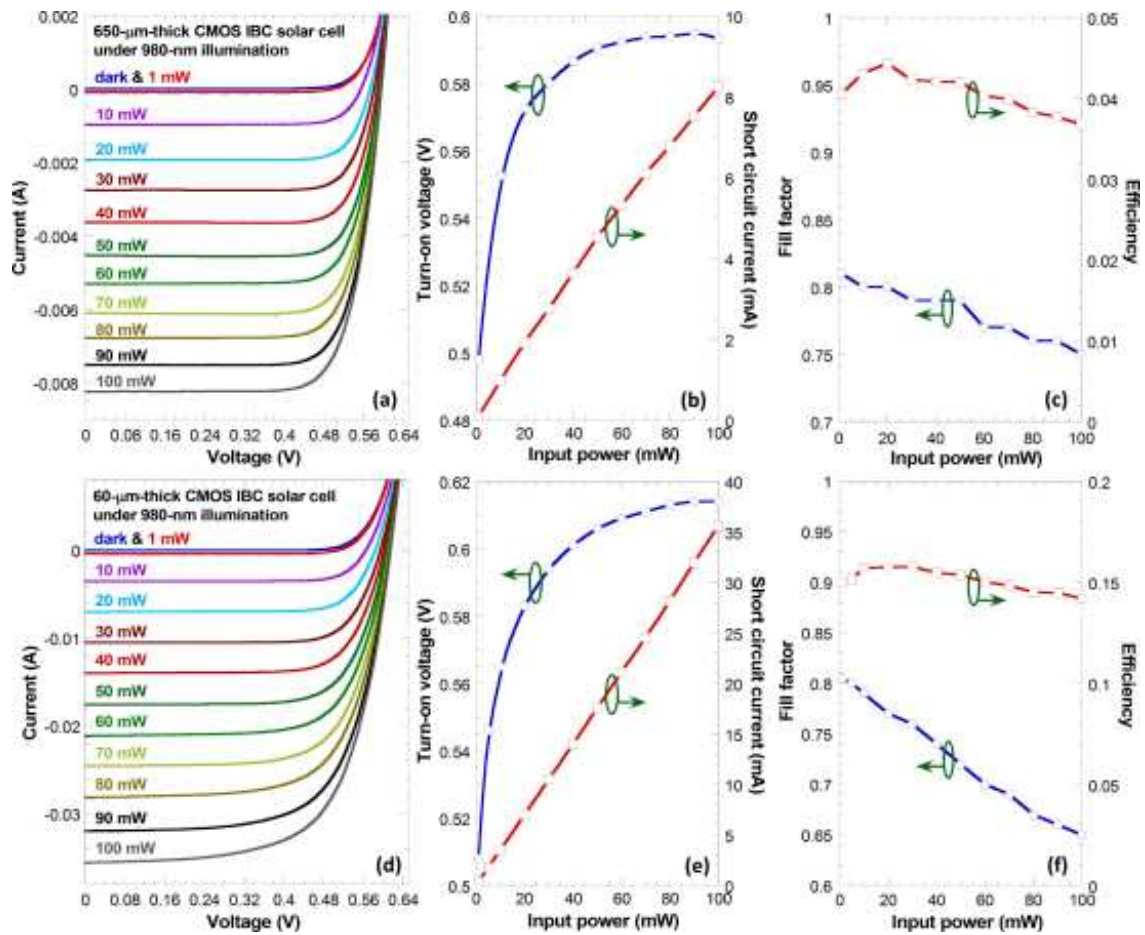 650-μm-thick CMOS IBC solar cell
under 980-nm illumination
dark & 1 mW
10 mW
20 mW
30 mW
40 mW
50 mW
60 mW
70 mW
80 mW
90 mW
100 mW
(a)
0.002
0
-0.002
-0.004
-0.006
-0.008
Current (A)
0 0.08 0.16 0.24 0.32 0.4 0.48 0.56 0.64
Voltage (V)
0.6
0.58
0.56
0.54
0.52
0.5
0.48
Turn-on voltage (V)
(b)
10
8
6
4
2
0
Short circuit current (mA)
0 20 40 60 80 100
Input power (mW)
1
0.95
0.9
0.85
0.8
0.75
0.7
Fill factor
(c)
0.05
0.04
0.03
0.02
0.01
0
Efficiency
0 20 40 60 80 100
Input power (mW)
60-μm-thick CMOS IBC solar cell
under 980-nm illumination
dark & 1 mW
10 mW
20 mW
30 mW
40 mW
50 mW
60 mW
70 mW
80 mW
90 mW
100 mW
(d)
0
-0.01
-0.02
-0.03
Current (A)
0 0.08 0.16 0.24 0.32 0.4 0.48 0.56 0.64
Voltage (V)
0.62
0.6
0.58
0.56
0.54
0.52
0.5
Turn-on voltage (V)
(e)
40
35
30
25
20
15
10
5
0
Short circuit current (mA)
0 20 40 60 80 100
Input power (mW)
1
0.95
0.9
0.85
0.8
0.75
0.7
0.65
0.6
Fill factor
(f)
0.2
0.15
0.1
0.05
0
Efficiency
0 20 40 60 80 100
Input power (mW)